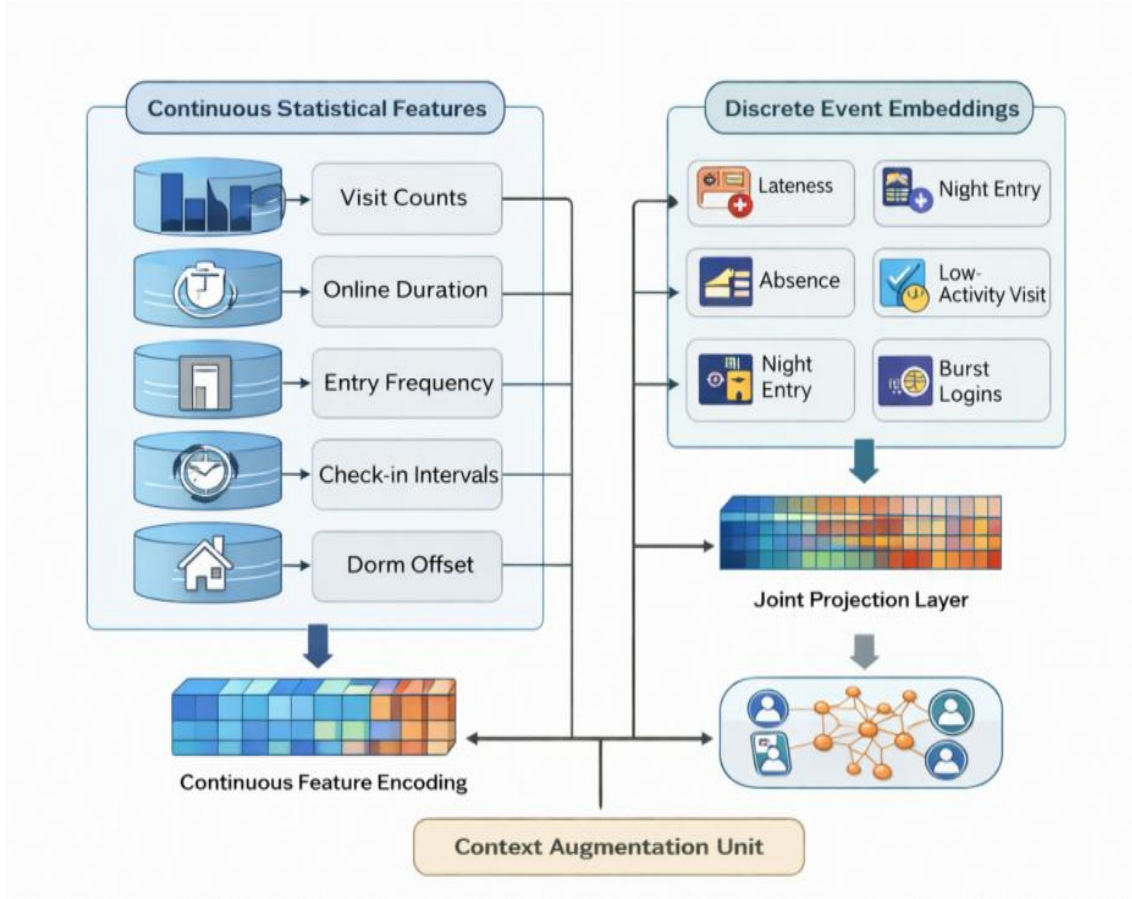 Continuous Statistical Features
Visit Counts
Online Duration
Entry Frequency
Check-in Intervals
Dorm Offset
Continuous Feature Encoding
Discrete Event Embeddings
Lateness
Night Entry
Absence
Low-
Activity Visit
Night
Entry
Burst
Logins
Joint Projection Layer
Context Augmentation Unit